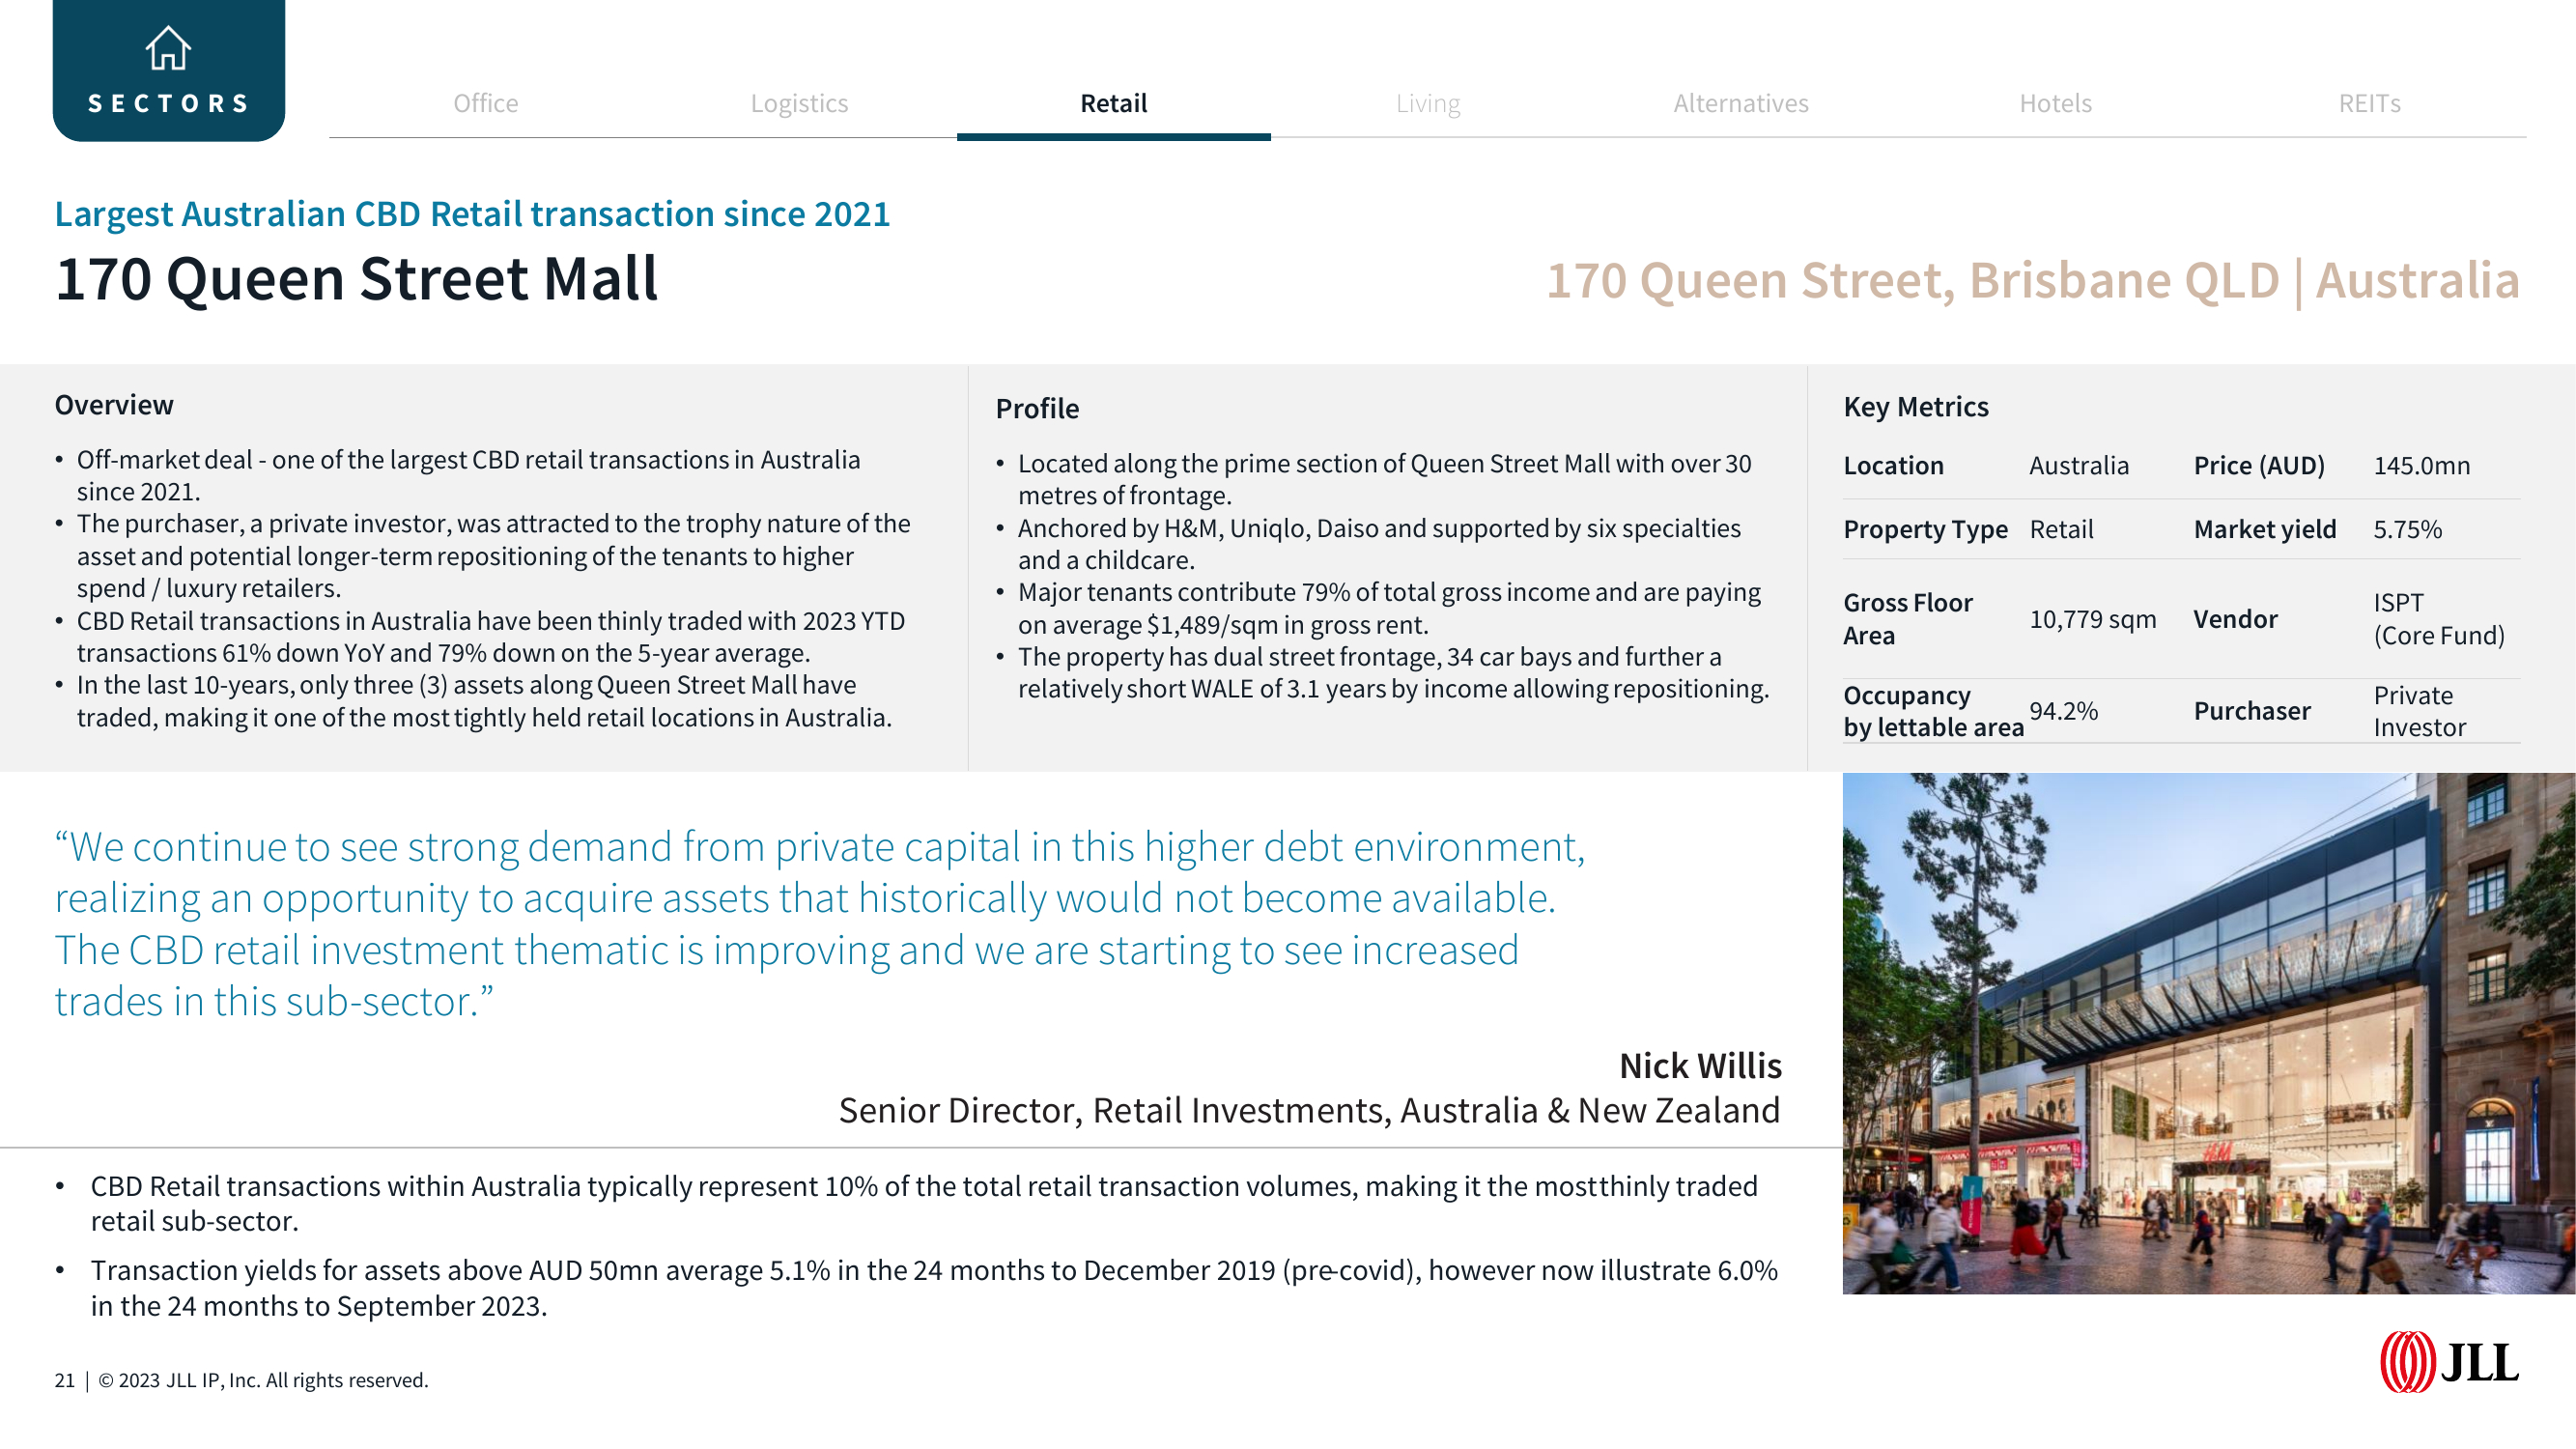 SECTORS
Office
Logistics
Retail
Living
Alternatives
Hotels
REITs
Largest Australian CBD Retail transaction since 2021
170 Queen Street Mall
170 Queen Street, Brisbane QLD | Australia
Overview
• Off-market deal - one of the largest CBD retail transactions in Australia
since 2021.
• The purchaser, a private investor, was attracted to the trophy nature of the
asset and potential longer-term repositioning of the tenants to higher
spend / luxury retailers.
• CBD Retail transactions in Australia have been thinly traded with 2023 YTD
transactions 61% down YoY and 79% down on the 5-year average.
• In the last 10-years, only three (3) assets along Queen Street Mall have
traded, making it one of the most tightly held retail locations in Australia.
Profile
• Located along the prime section of Queen Street Mall with over 30
metres of frontage.
• Anchored by H&M, Uniqlo, Daiso and supported by six specialties
and a childcare.
• Major tenants contribute 79% of total gross income and are paying
on average $1,489/sqm in gross rent.
• The property has dual street frontage, 34 car bays and further a
relatively short WALE of 3.1 years by income allowing repositioning.
Key Metrics
Location Australia Price (AUD) 145.0mn
Property Type Retail Market yield 5.75%
Gross Floor
Area
10,779 sqm
Vendor
ISPT
(Core Fund)
Occupancy
by lettable area
94.2%
Purchaser
Private
Investor
“We continue to see strong demand from private capital in this higher debt environment,
realizing an opportunity to acquire assets that historically would not become available.
The CBD retail investment thematic is improving and we are starting to see increased
trades in this sub-sector.”
Nick Willis
Senior Director, Retail Investments, Australia & New Zealand
• CBD Retail transactions within Australia typically represent 10% of the total retail transaction volumes, making it the most thinly traded
retail sub-sector.
• Transaction yields for assets above AUD 50mn average 5.1% in the 24 months to December 2019 (pre-covid), however now illustrate 6.0%
in the 24 months to September 2023.
H&M
21 | © 2023 JLL IP, Inc. All rights reserved.
JLL